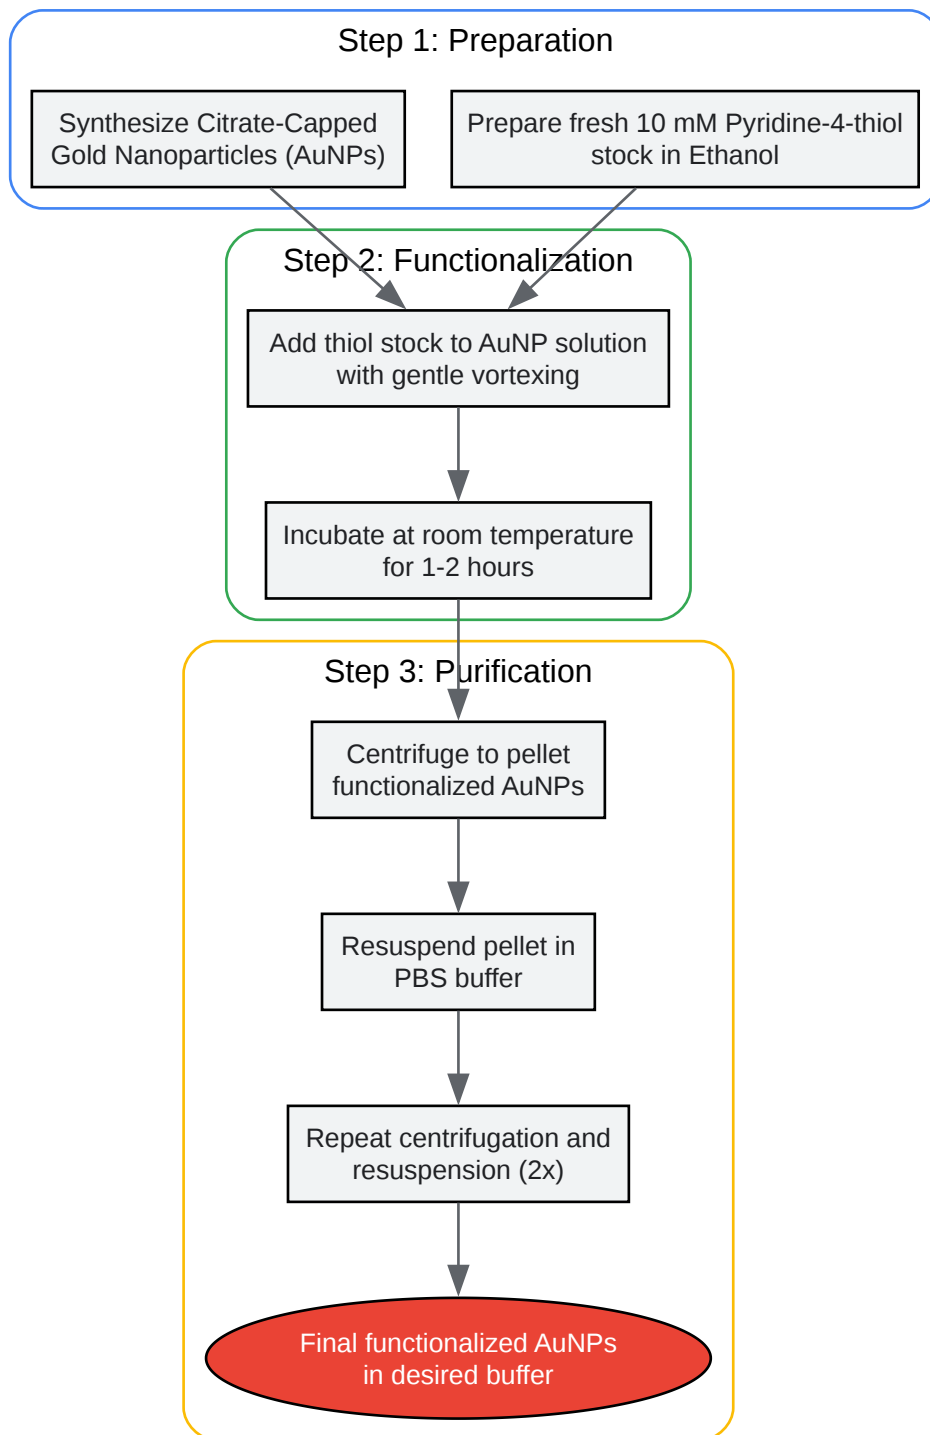 Step 1: Preparation
Synthesize Citrate-Capped
Gold Nanoparticles (AuNPs)
Prepare fresh 10 mM Pyridine-4-thiol
stock in Ethanol
Step 2: Functionalization
Add thiol stock to AuNP solution
with gentle vortexing
Incubate at room temperature
for 1-2 hours
Step 3: Purification
Centrifuge to pellet
functionalized AuNPs
Resuspend pellet in
PBS buffer
Repeat centrifugation and
resuspension (2x)
Final functionalized AuNPs
in desired buffer